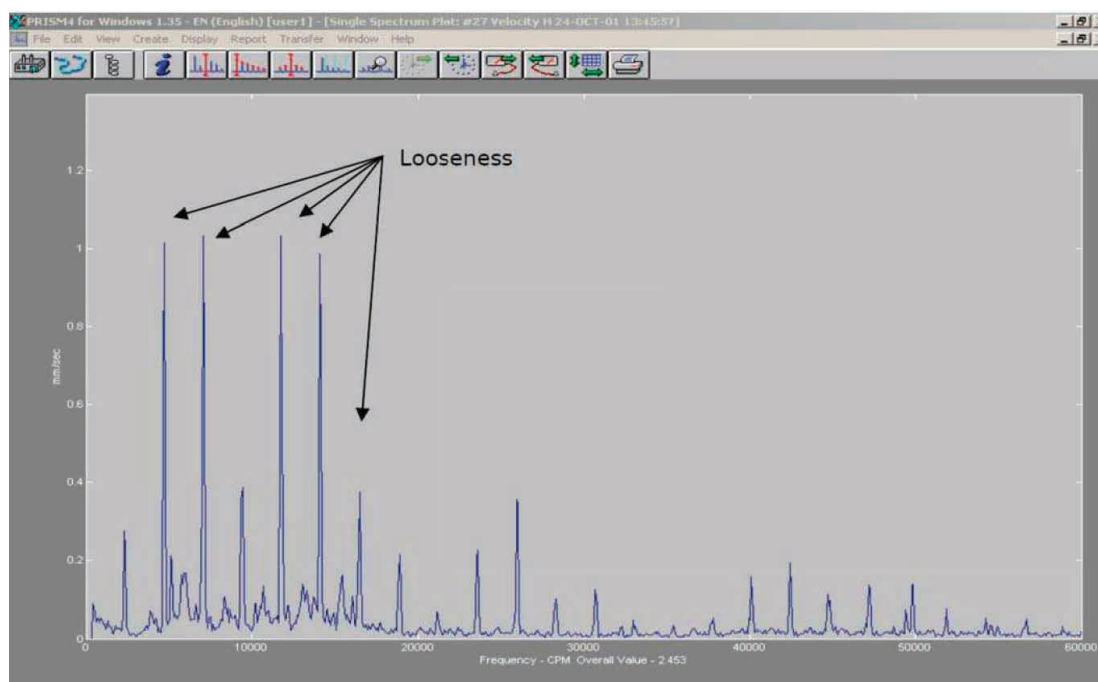 PRISM4 for Windows 1.35 - EN (English) [user1] - [Single Spectrum Plot: #27 Velocity H 24-OCT-01 13:45:57]
File Edit View Create Display Report Transfer Window Help
Looseness
1.2
1
0.8
0.6
0.4
0.2
0
mm/sec
0 10000 20000 30000 40000 50000 60000
Frequency - CPM Overall Value - 2.453